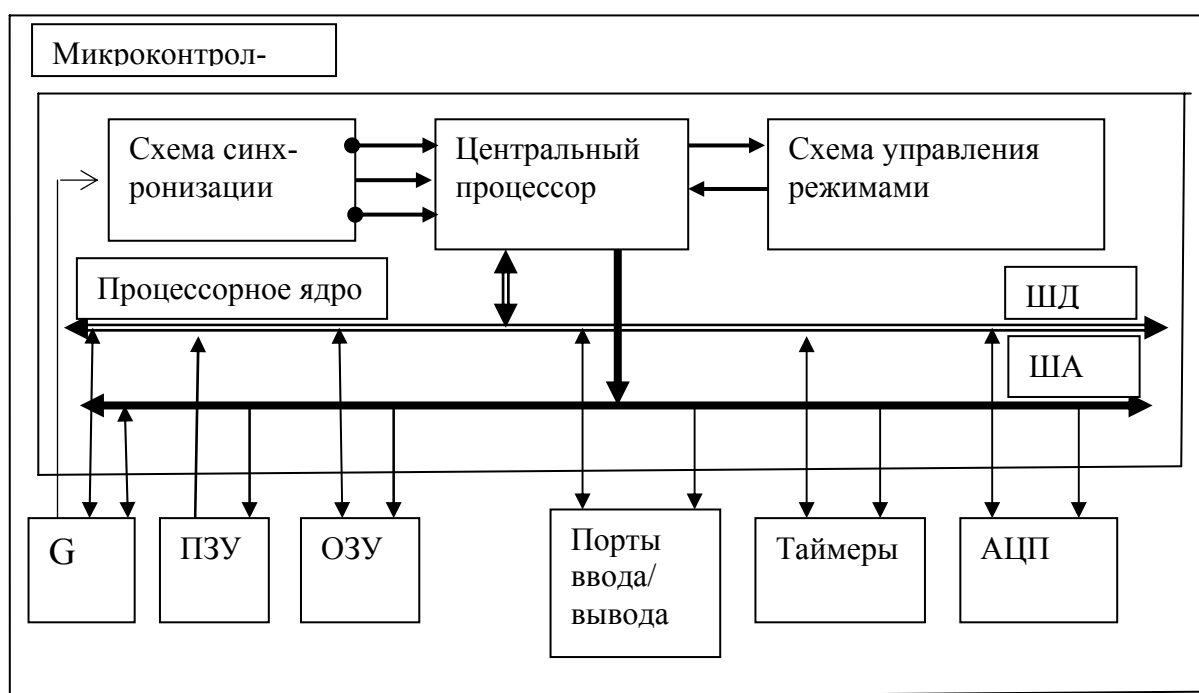 Микроконтрол-
Схема синх-
ронизации
Центральный
процессор
Схема управления
режимами
Процессорное ядро
ШД
ША
G
ПЗУ
ОЗУ
Порты
ввода/
вывода
Таймеры
АЦП